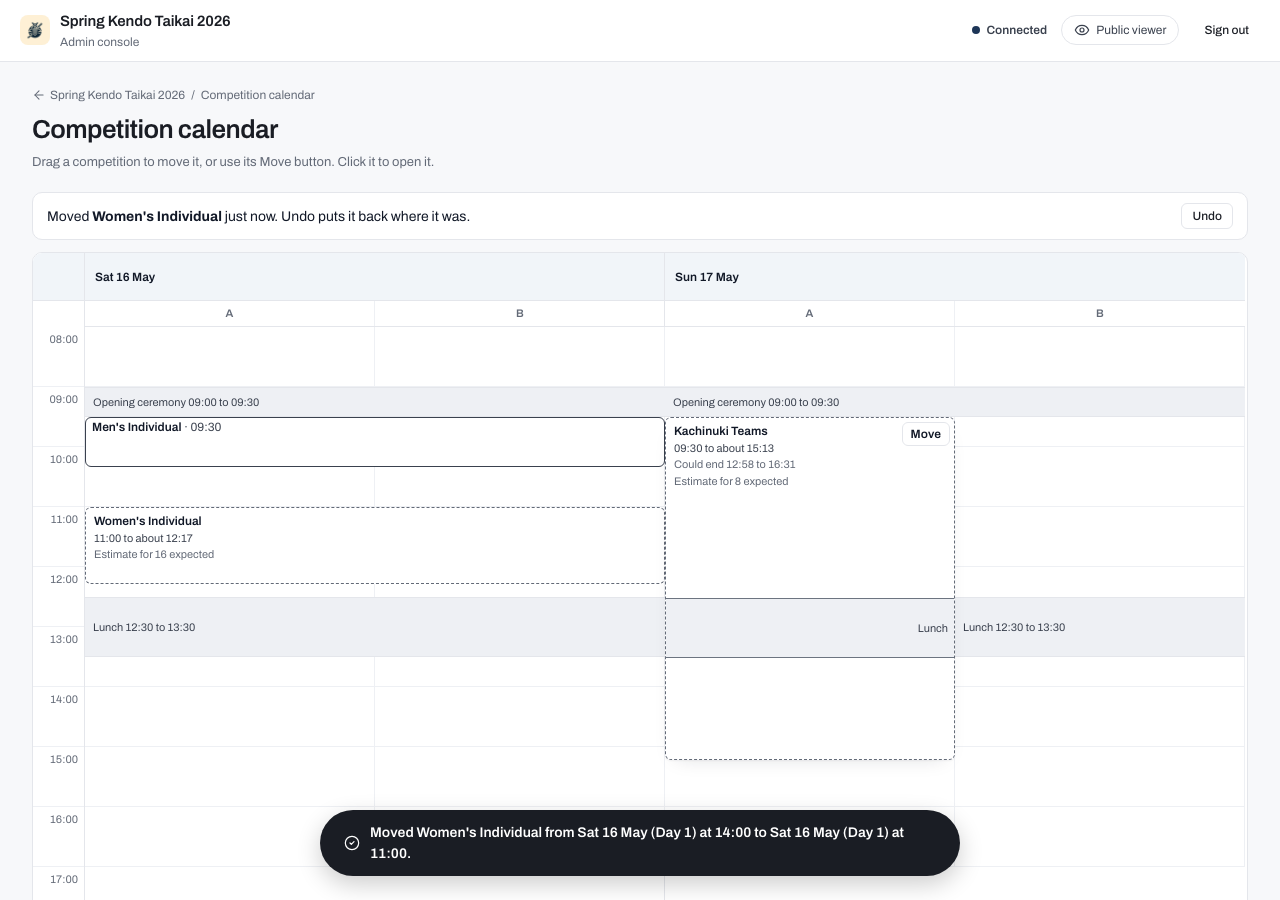 Spring Kendo Taikai 2026
Admin console
Connected
Public viewer
Sign out
Spring Kendo Taikai 2026 / Competition calendar
Competition calendar
Drag a competition to move it, or use its Move button. Click it to open it.
Moved Women's Individual just now. Undo puts it back where it was.
Undo
Sat 16 May
Sun 17 May
A
B
A
B
08:00
09:00
Opening ceremony 09:00 to 09:30
Opening ceremony 09:00 to 09:30
Men's Individual · 09:30
Kachinuki Teams
Move
09:30 to about 15:13
Could end 12:58 to 16:31
Estimate for 8 expected
10:00
11:00
Women's Individual
11:00 to about 12:17
Estimate for 16 expected
12:00
Lunch 12:30 to 13:30
Lunch
Lunch 12:30 to 13:30
13:00
14:00
15:00
16:00
Moved Women's Individual from Sat 16 May (Day 1) at 14:00 to Sat 16 May (Day 1) at
11:00.
17:00